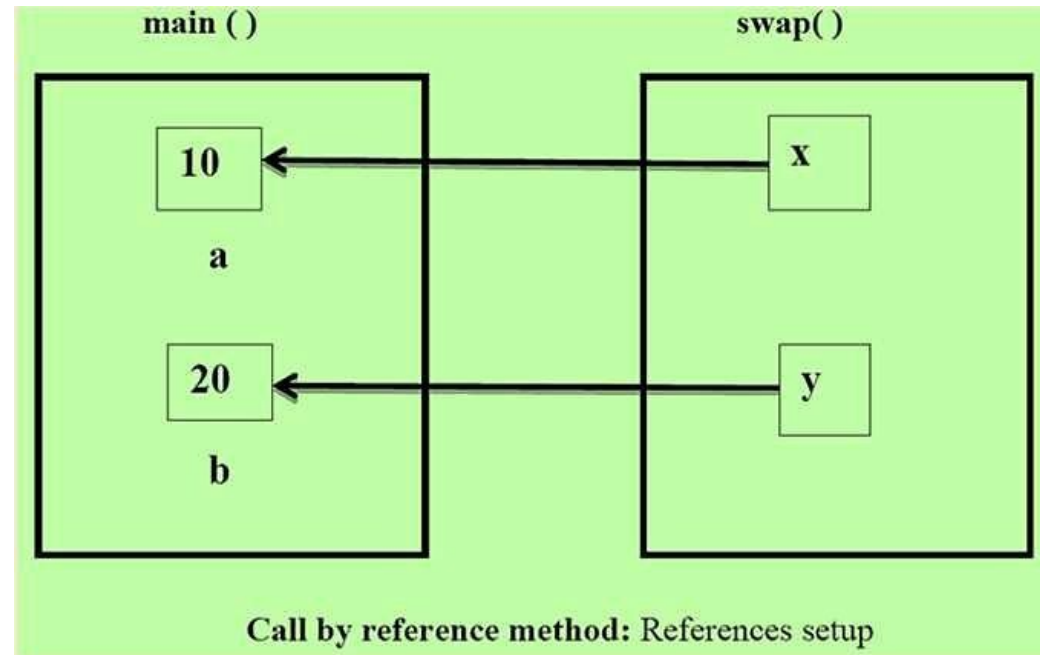 main ( ) swap( )
10 x
a
20 y
b
Call by reference method: References setup